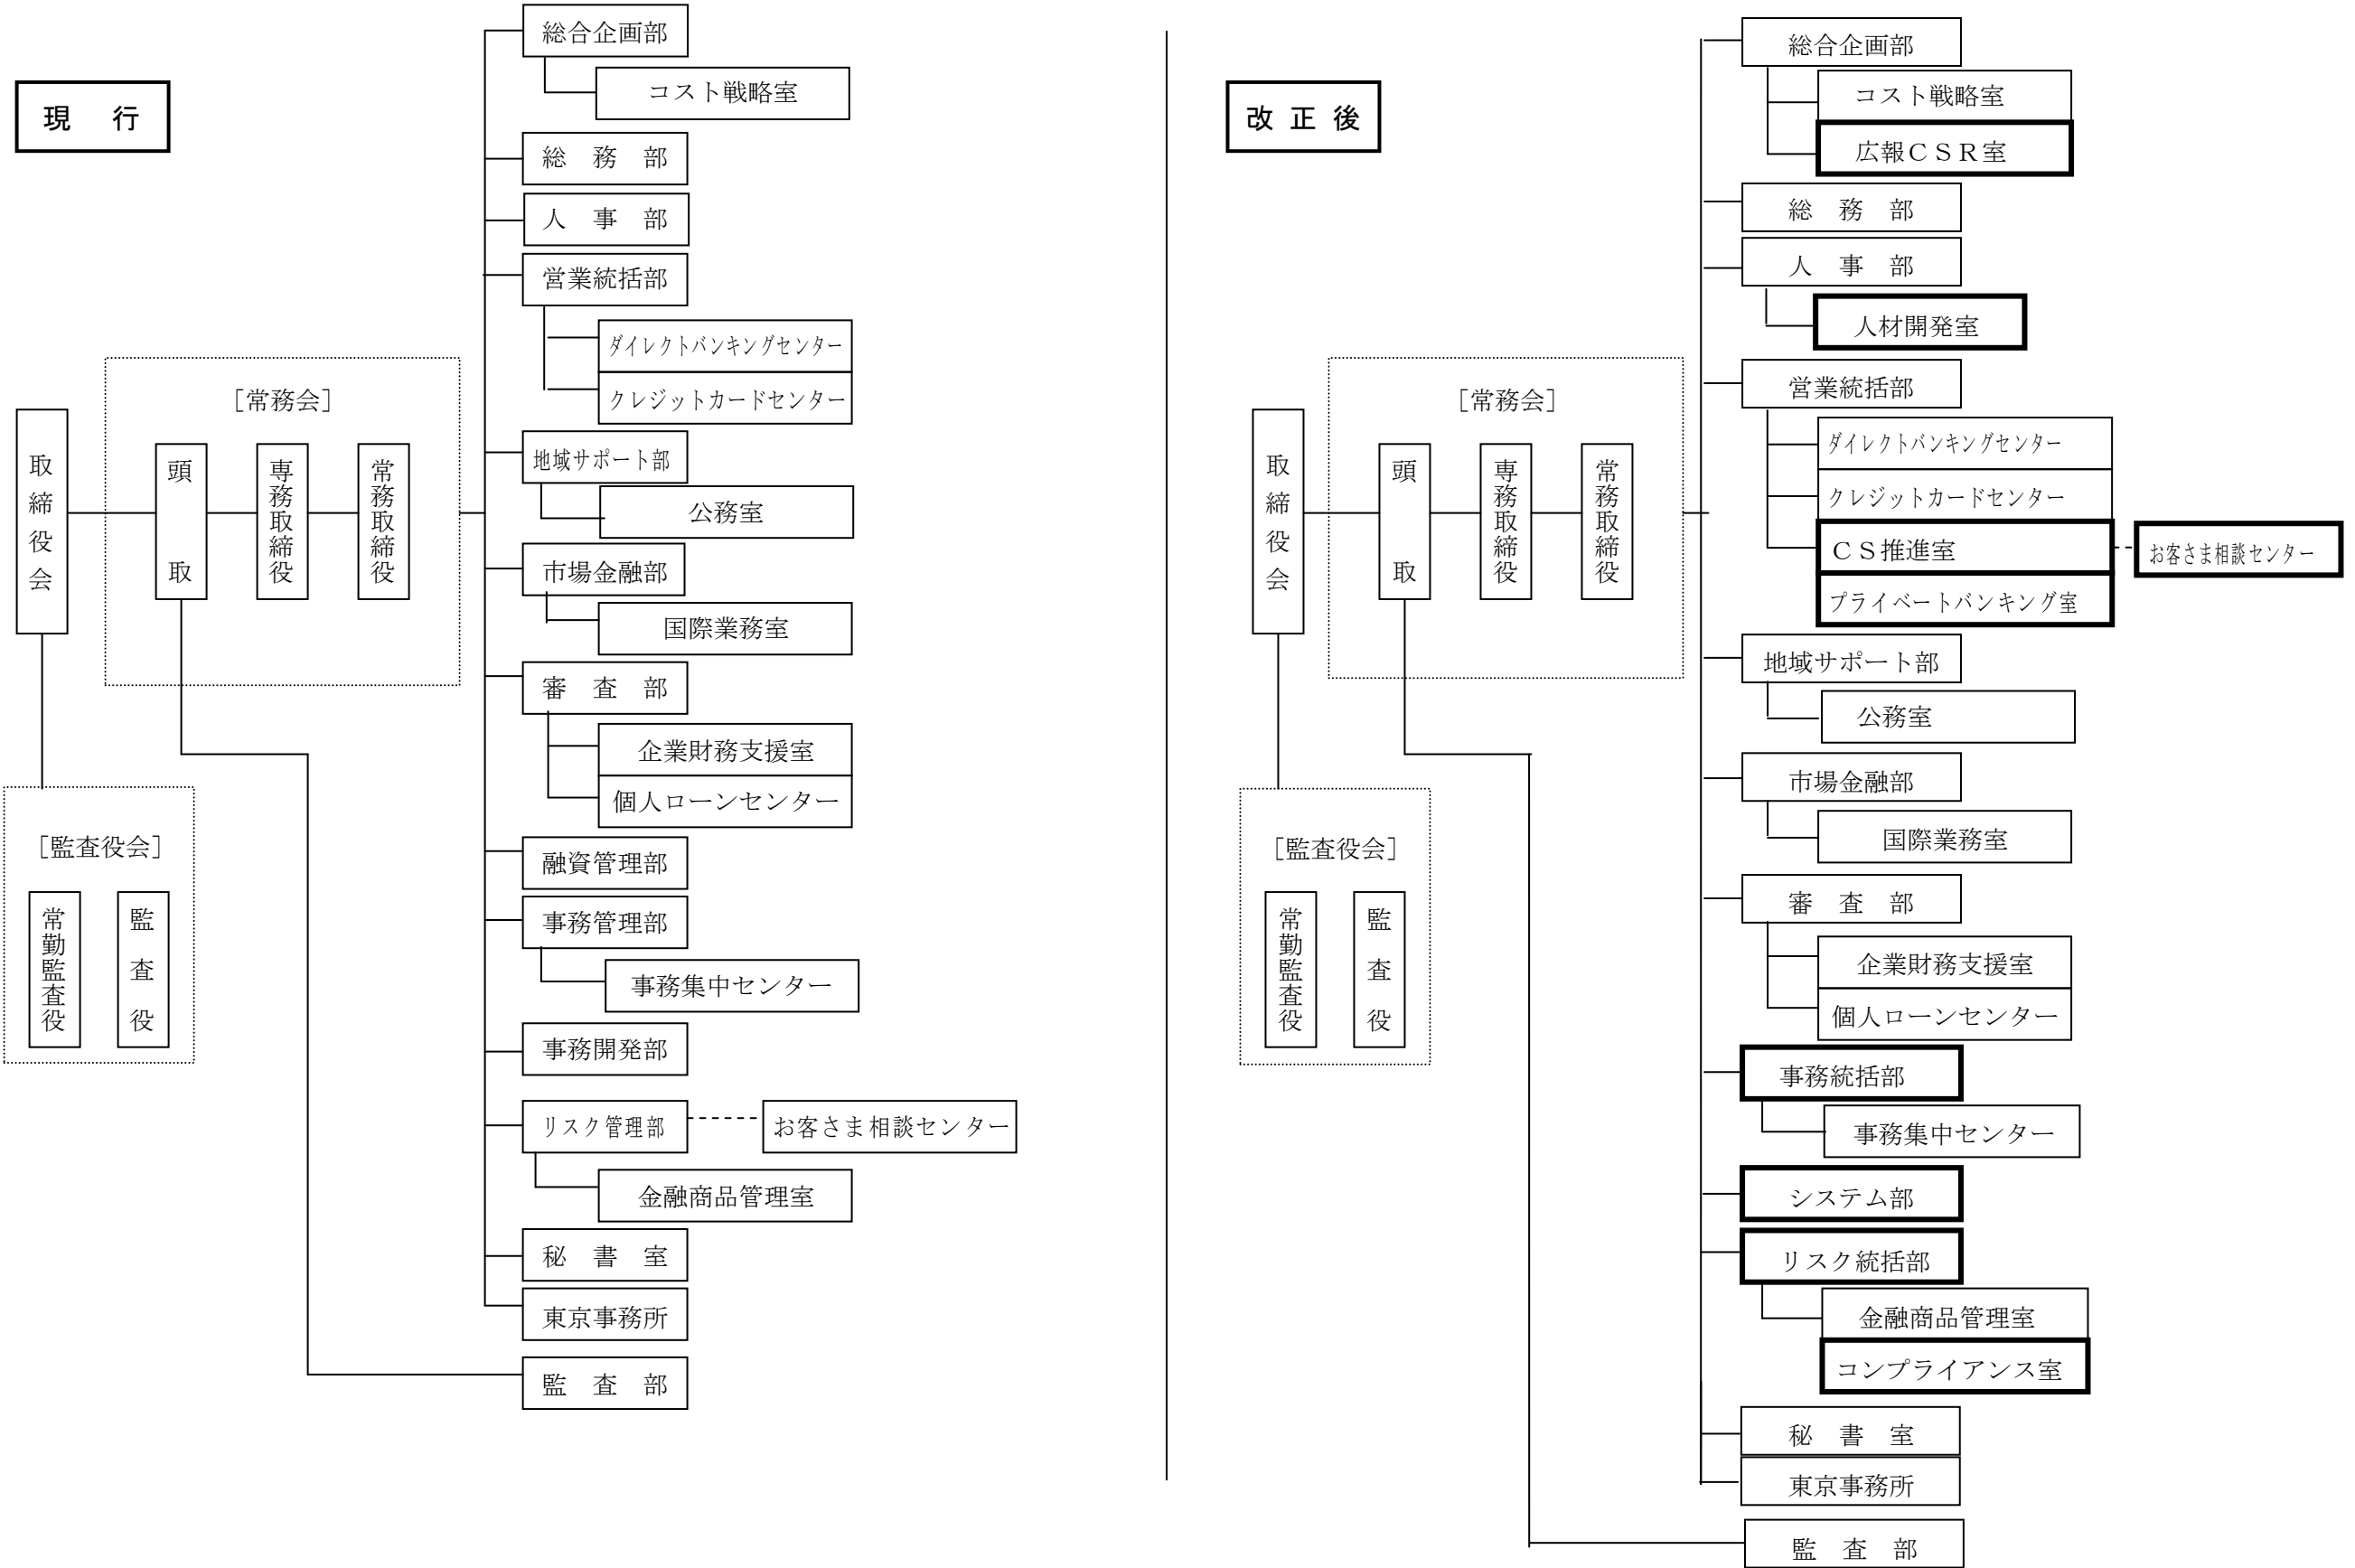 現　行
取締役会
［常務会］
頭　取
専務取締役
常務取締役
［監査役会］
常勤監査役
監査役
総合企画部
コスト戦略室
総　務　部
人　事　部
営業統括部
ダイレクトバンキングセンター
クレジットカードセンター
地域サポート部
公務室
市場金融部
国際業務室
審　査　部
企業財務支援室
個人ローンセンター
融資管理部
事務管理部
事務集中センター
事務開発部
リスク管理部
お客さま相談センター
金融商品管理室
秘　書　室
東京事務所
監　査　部
改 正 後
取締役会
［常務会］
頭　取
専務取締役
常務取締役
［監査役会］
常勤監査役
監査役
総合企画部
コスト戦略室
広報ＣＳＲ室
総　務　部
人　事　部
人材開発室
営業統括部
ダイレクトバンキングセンター
クレジットカードセンター
ＣＳ推進室
お客さま相談センター
プライベートバンキング室
地域サポート部
公務室
市場金融部
国際業務室
審　査　部
企業財務支援室
個人ローンセンター
事務統括部
事務集中センター
システム部
リスク統括部
金融商品管理室
コンプライアンス室
秘　書　室
東京事務所
監　査　部